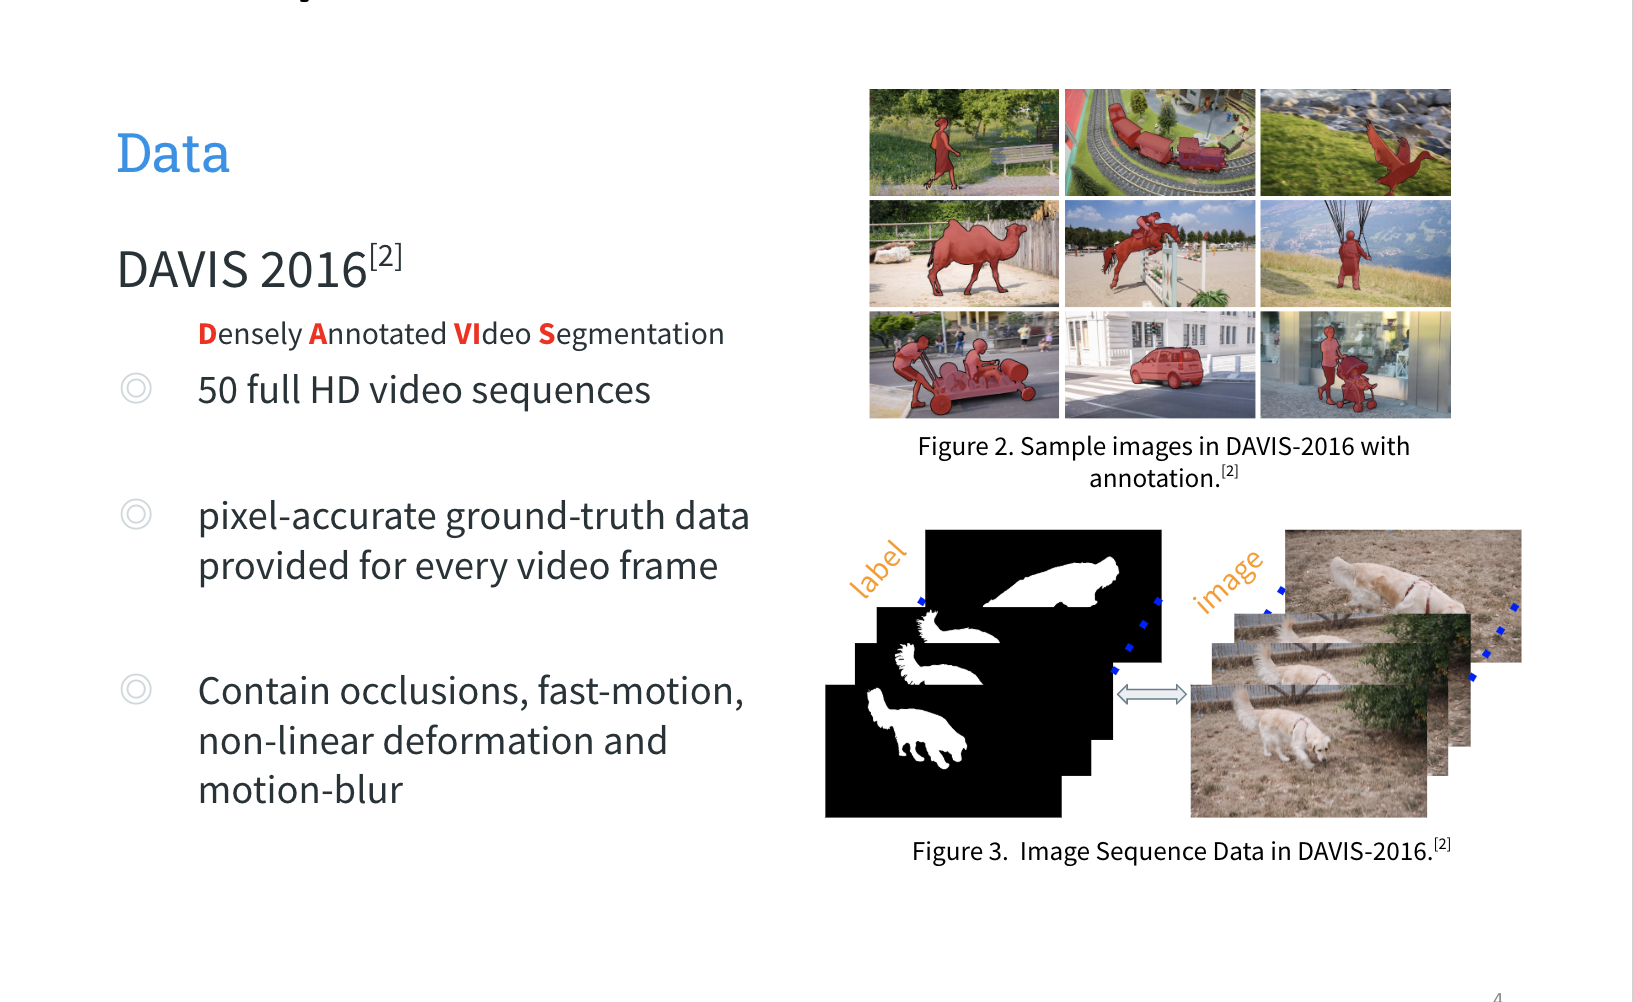 Data
DAVIS 2016[2]
Densely Annotated VIdeo Segmentation
50 full HD video sequences
pixel-accurate ground-truth data
provided for every video frame
Contain occlusions, fast-motion,
non-linear deformation and
motion-blur
Figure 2. Sample images in DAVIS-2016 with
annotation.[2]
label
image
Figure 3. Image Sequence Data in DAVIS-2016.[2]
4